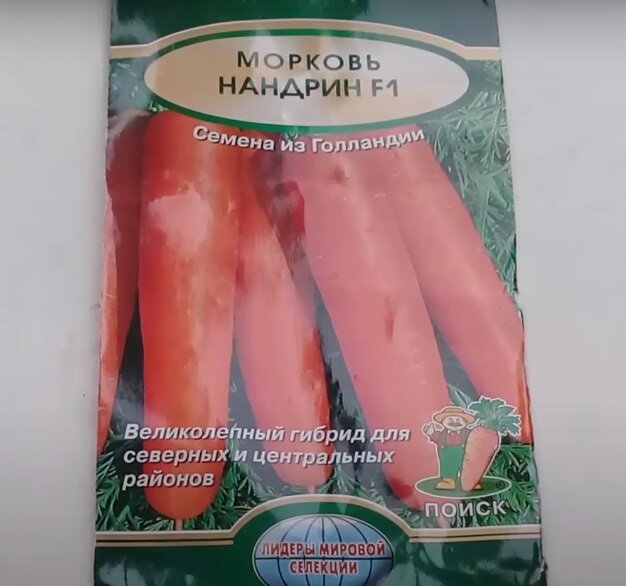 МОРКОВЬ
НАНДРИН F1
Семена из Голландии
Великолепный гибрид для
северных и центральных
районов
ПОИСК
ЛИДЕРЫ МИРОВОЙ
СЕЛЕКЦИИ